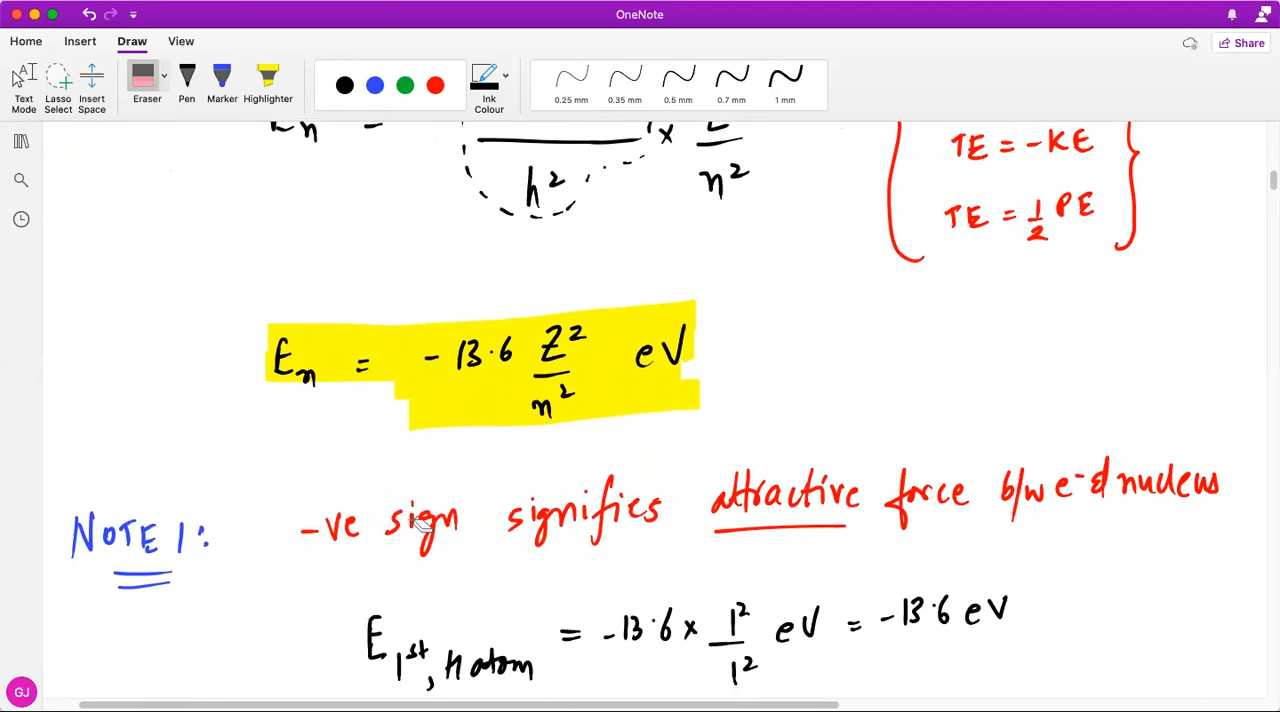 OneNote
Home Insert Draw View
Share
Text Mode
Lasso Select
Insert Space
Eraser
Pen
Marker
Highlighter
Ink Colour
0.25 mm
0.35 mm
0.5 mm
0.7 mm
1 mm
En = × Z²/n²
h²
TE = -KE
TE = 1/2 PE
En = - 13.6 Z²/n² eV
NOTE 1: -ve sign signifies attractive force b/w e- & nucleus
E 1st, H atom = -13.6 × 1²/1² eV = -13.6 eV
GJ